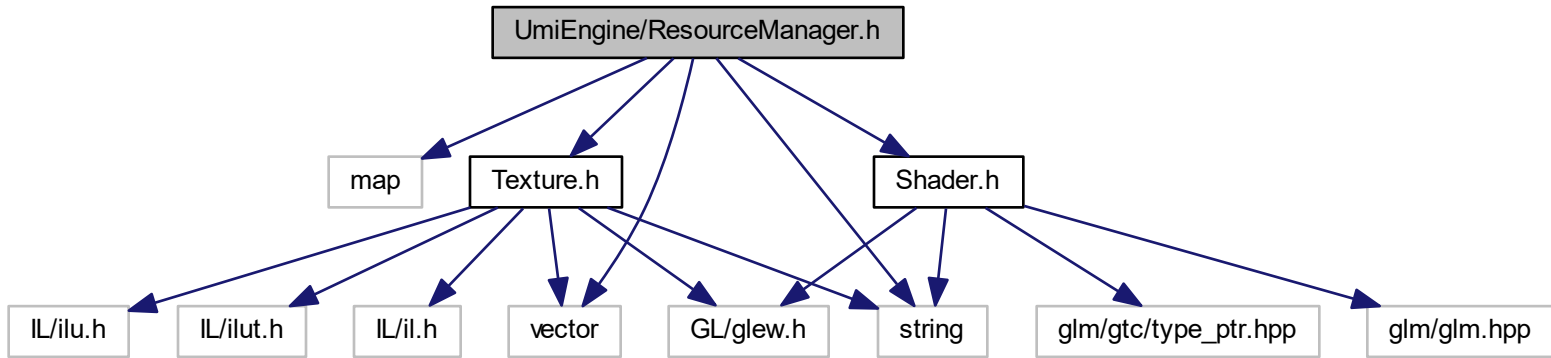 UmiEngine/ResourceManager.h
map
Texture.h
Shader.h
IL/ilu.h
IL/ilut.h
IL/il.h
vector
GL/glew.h
string
glm/gtc/type_ptr.hpp
glm/glm.hpp